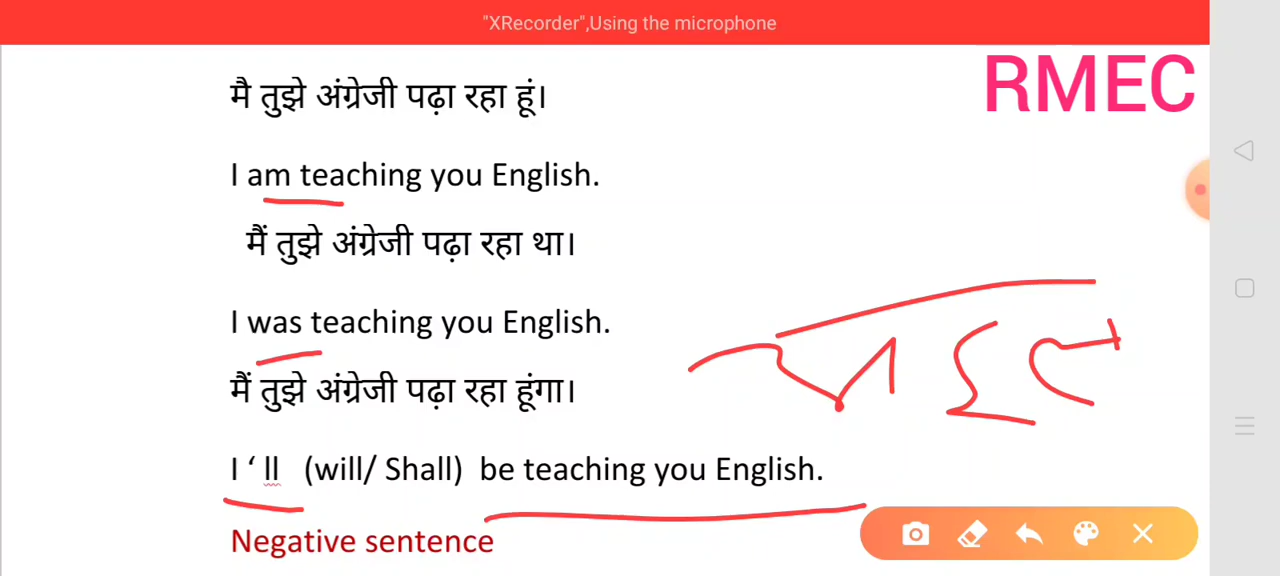 "XRecorder",Using the microphone
RMEC
मै तुझे अंग्रेजी पढ़ा रहा हूं।
I am teaching you English.
मैं तुझे अंग्रेजी पढ़ा रहा था।
I was teaching you English.
मैं तुझे अंग्रेजी पढ़ा रहा हूंगा।
I ‘ ll (will/ Shall) be teaching you English.
Negative sentence